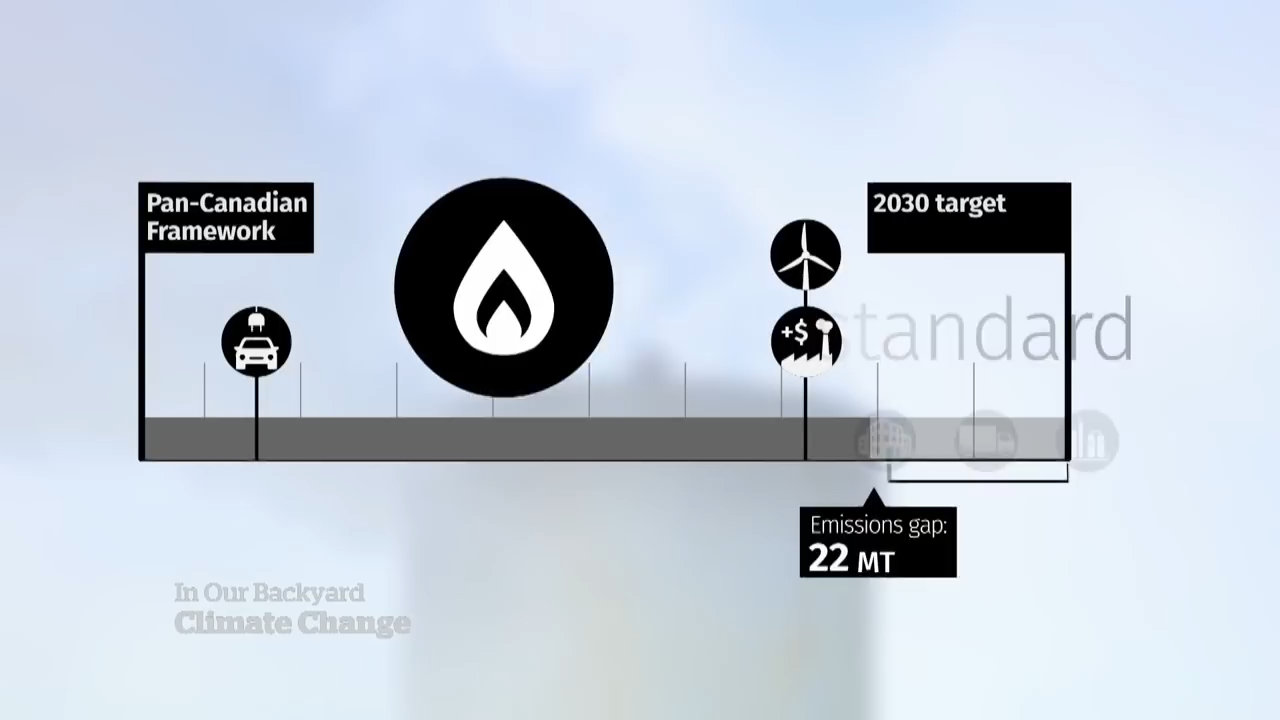 Pan-Canadian
Framework
2030 target
+$
standard
Emissions gap:
22 MT
In Our Backyard
Climate Change